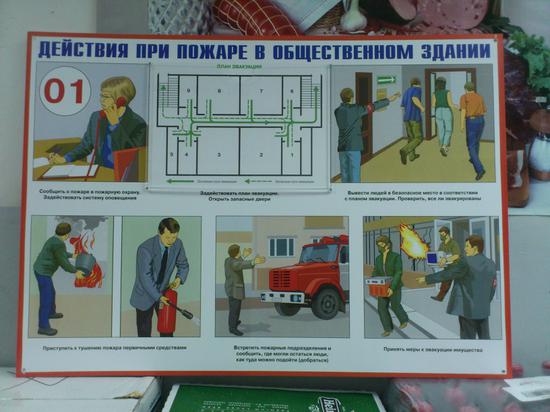 ДЕЙСТВИЯ ПРИ ПОЖАРЕ В ОБЩЕСТВЕННОМ ЗДАНИИ
01
ПЛАН ЭВАКУАЦИИ
9
8
7
6
5
4
3
2
1
Сообщить о пожаре в пожарную охрану.
Задействовать систему оповещения
Задействовать план эвакуации.
Открыть запасные двери
Вывести людей в безопасное место в соответствии
с планом эвакуации. Проверить, все ли эвакуированы
Приступить к тушению пожара первичными средствами
Встретить пожарные подразделения и
сообщить, где могли остаться люди,
как туда можно подойти (добраться)
Принять меры к эвакуации имущества